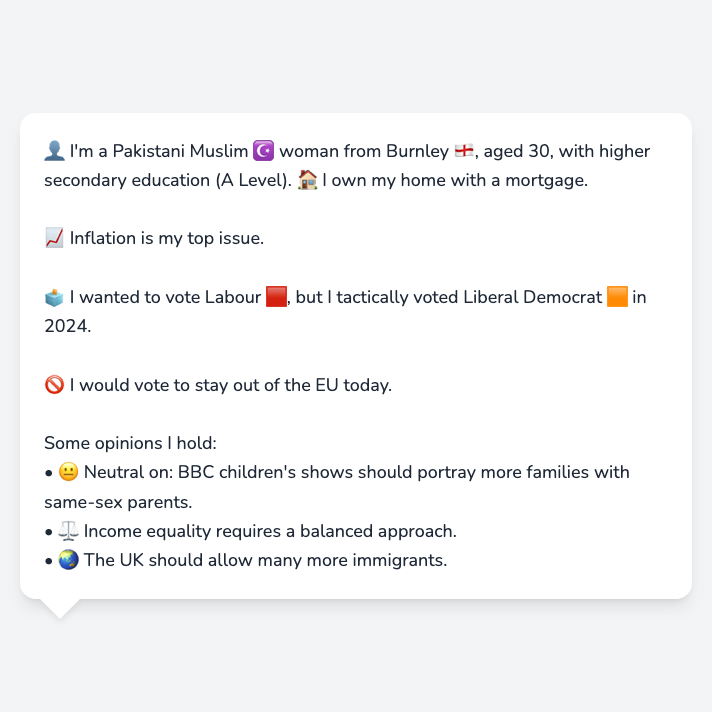 👤 I'm a Pakistani Muslim ☪️ woman from Burnley 🏴󠁧󠁢󠁥󠁮󠁧󠁿, aged 30, with higher
secondary education (A Level). 🏠 I own my home with a mortgage.
📈 Inflation is my top issue.
🗳️ I wanted to vote Labour 🟥, but I tactically voted Liberal Democrat 🟧 in
2024.
🚫 I would vote to stay out of the EU today.
Some opinions I hold:
• 😐 Neutral on: BBC children's shows should portray more families with
same-sex parents.
• ⚖️ Income equality requires a balanced approach.
• 🌏 The UK should allow many more immigrants.